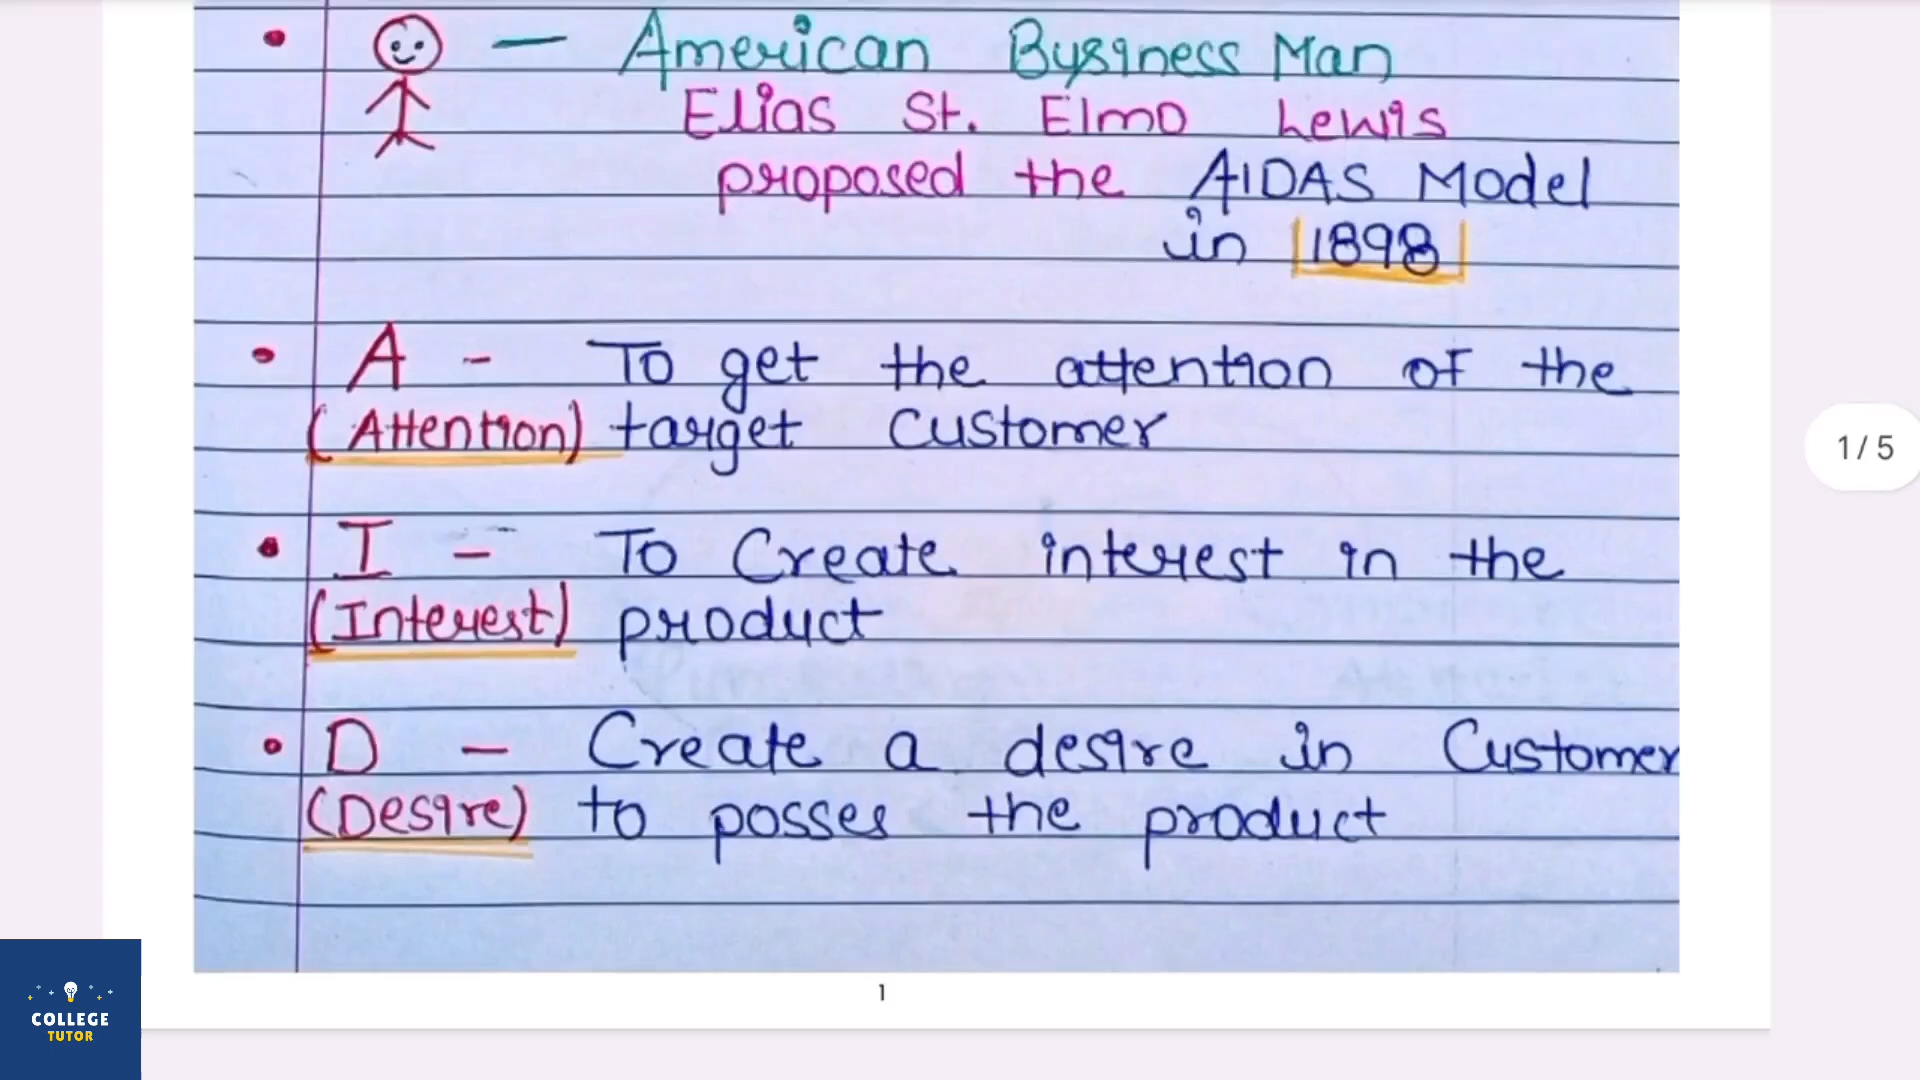 • — American Business Man
Elias St. Elmo Lewis
proposed the AIDAS Model
in 1898
• A - To get the attention of the
(Attention) target customer
1/5
• I - To Create interest in the
(Interest) product
• D - Create a desire in Customer
(Desire) to posses the product
1
COLLEGE
TUTOR